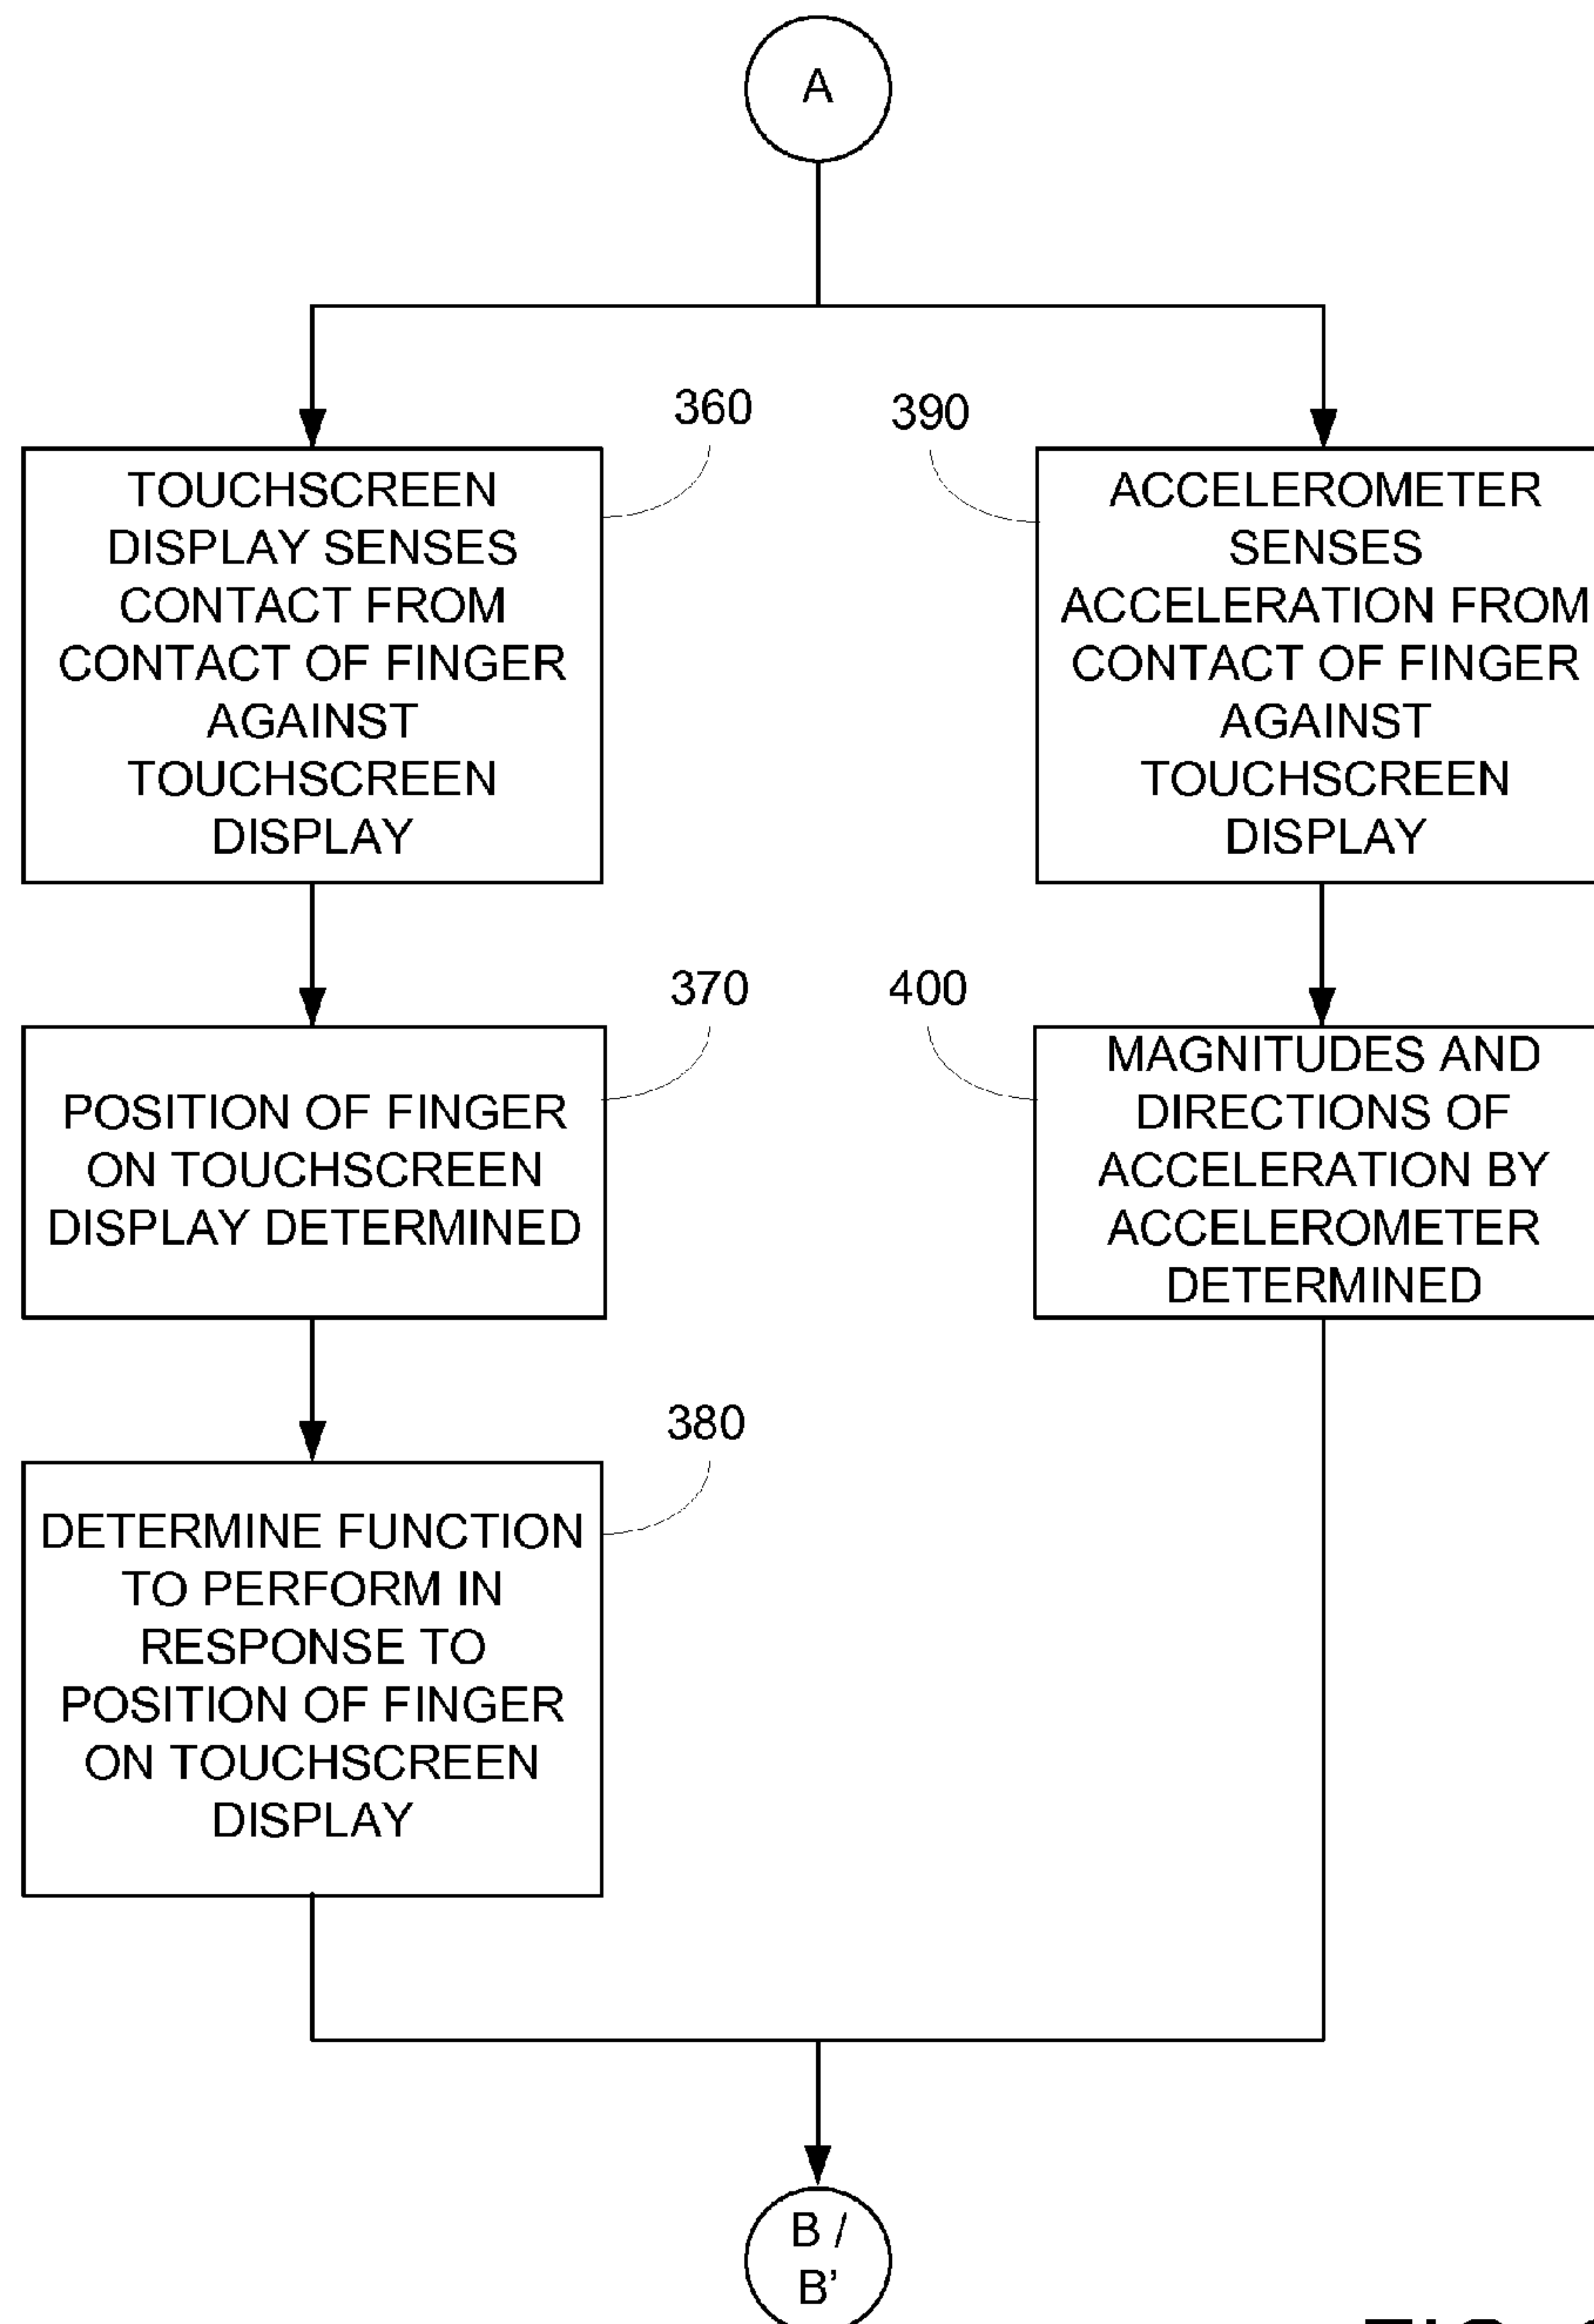 A
360
390
TOUCHSCREEN
DISPLAY SENSES
CONTACT FROM
CONTACT OF FINGER
AGAINST
TOUCHSCREEN
DISPLAY
ACCELEROMETER
SENSES
ACCELERATION FROM
CONTACT OF FINGER
AGAINST
TOUCHSCREEN
DISPLAY
370
400
POSITION OF FINGER
ON TOUCHSCREEN
DISPLAY DETERMINED
MAGNITUDES AND
DIRECTIONS OF
ACCELERATION BY
ACCELEROMETER
DETERMINED
380
DETERMINE FUNCTION
TO PERFORM IN
RESPONSE TO
POSITION OF FINGER
ON TOUCHSCREEN
DISPLAY
B /
B'